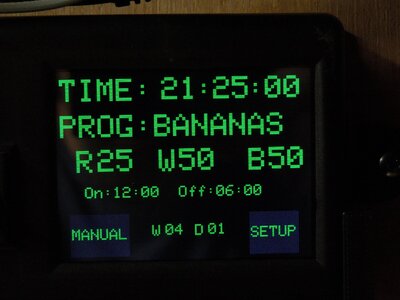 TIME: 21:25:00
PROG:BANANAS
R25 W50 B50
On:12:00 Off:06:00
MANUAL W04 D01 SETUP